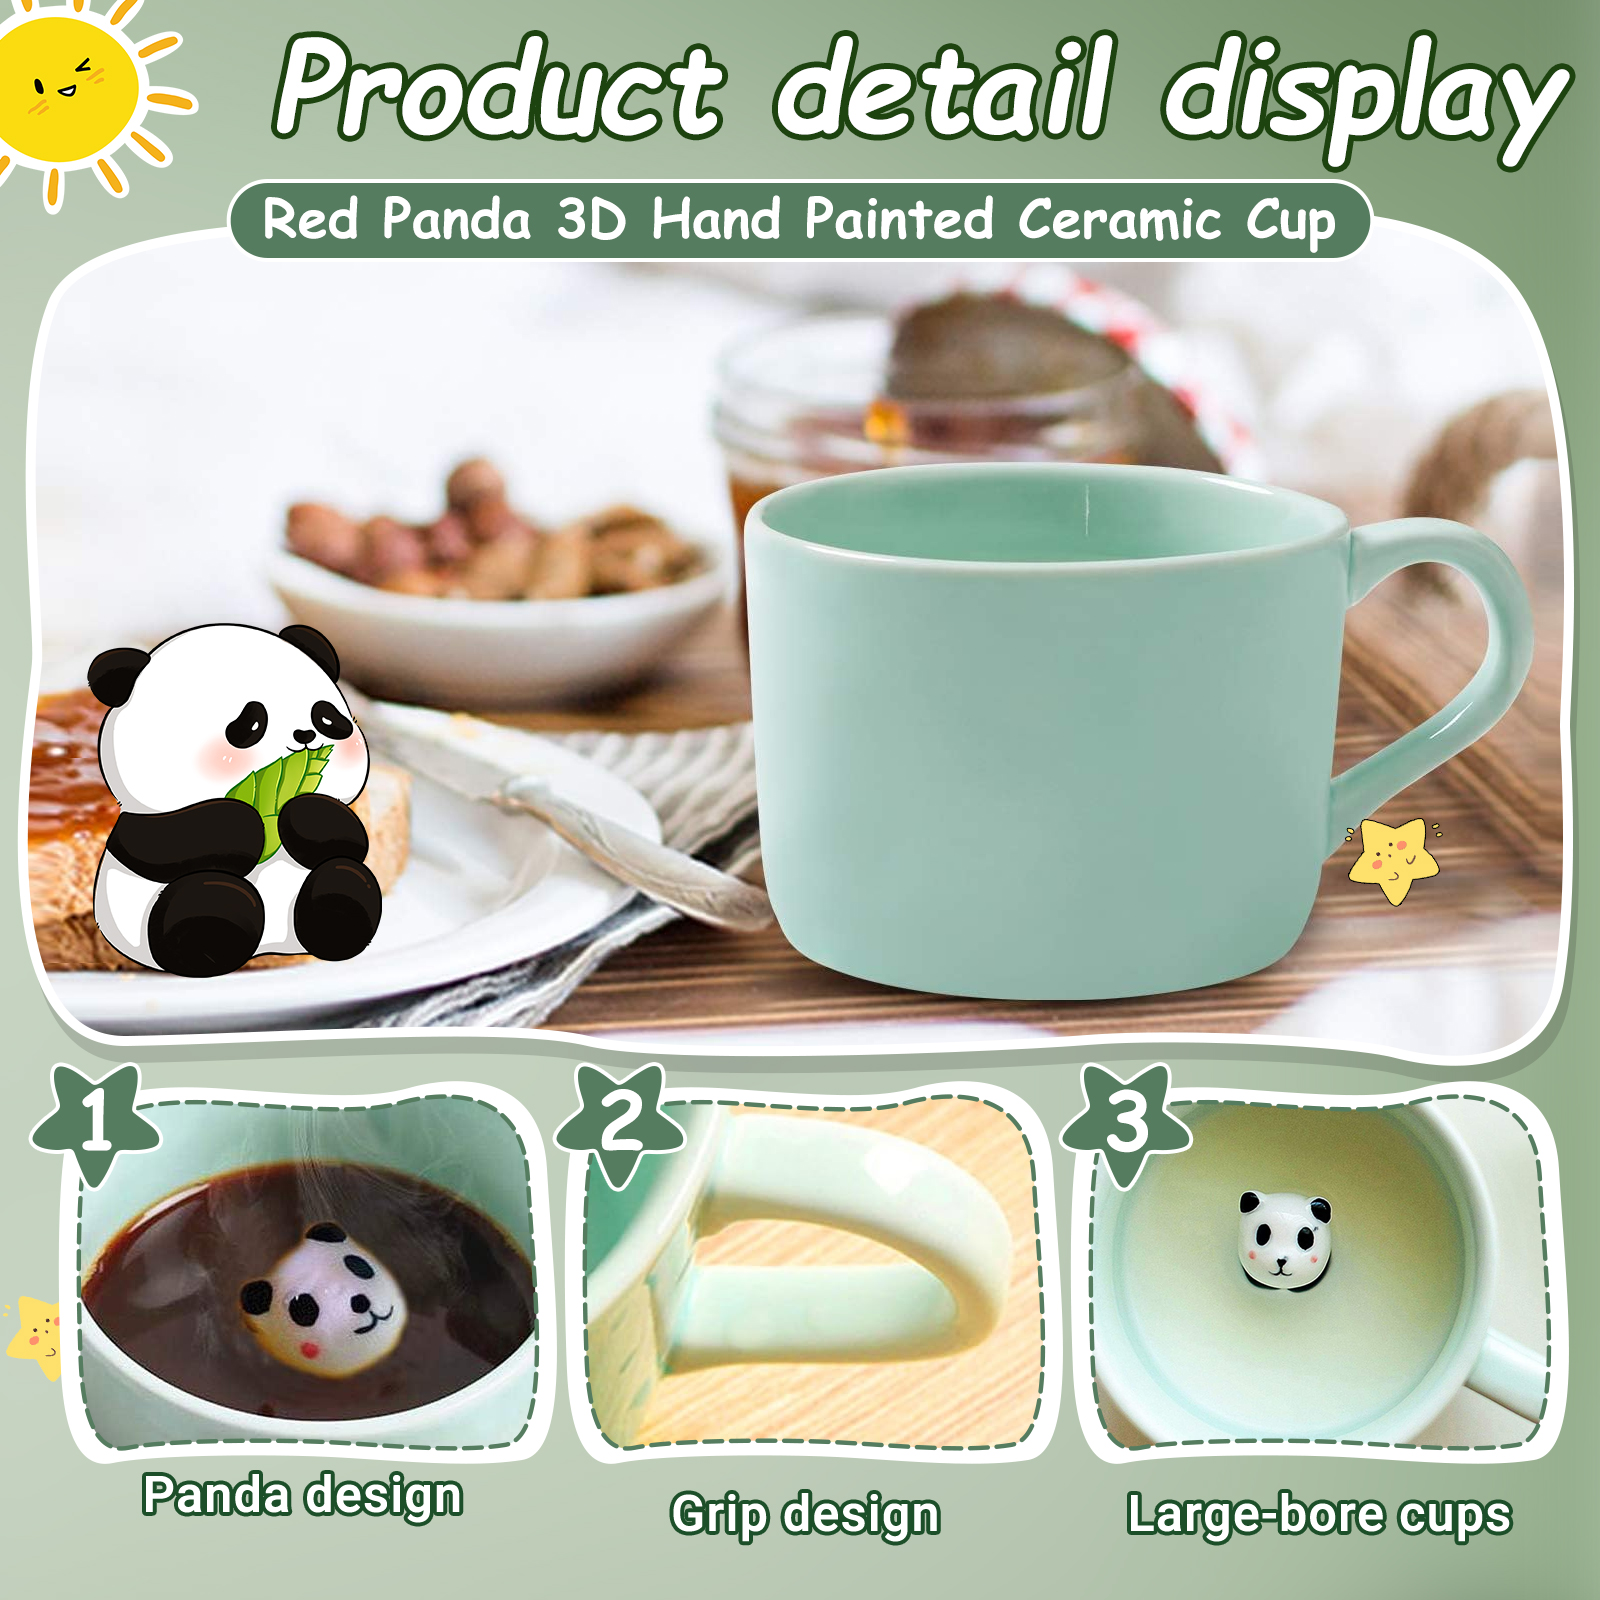 Product detail display
Red Panda 3D Hand Painted Ceramic Cup
1
2
3
Panda design
Grip design
Large-bore cups